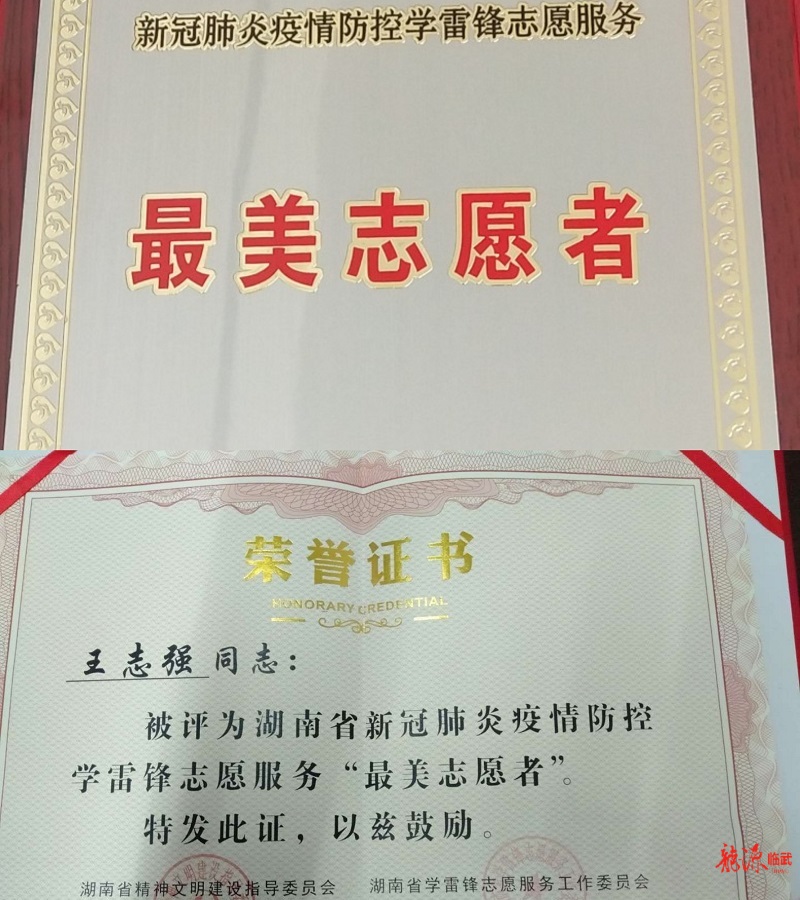 新冠肺炎疫情防控学雷锋志愿服务
最美志愿者
荣誉证书
HONORARY CREDENTIAL
王志强同志：
被评为湖南省新冠肺炎疫情防控
学雷锋志愿服务“最美志愿者”。
特发此证，以兹鼓励。
湖南省精神文明建设指导委员会 湖南省学雷锋志愿服务工作委员会
龙源临武